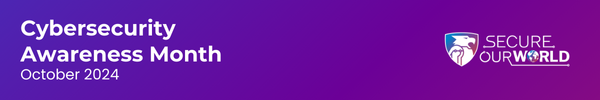 Cybersecurity
Awareness Month
October 2024
SECURE
OUR WORLD